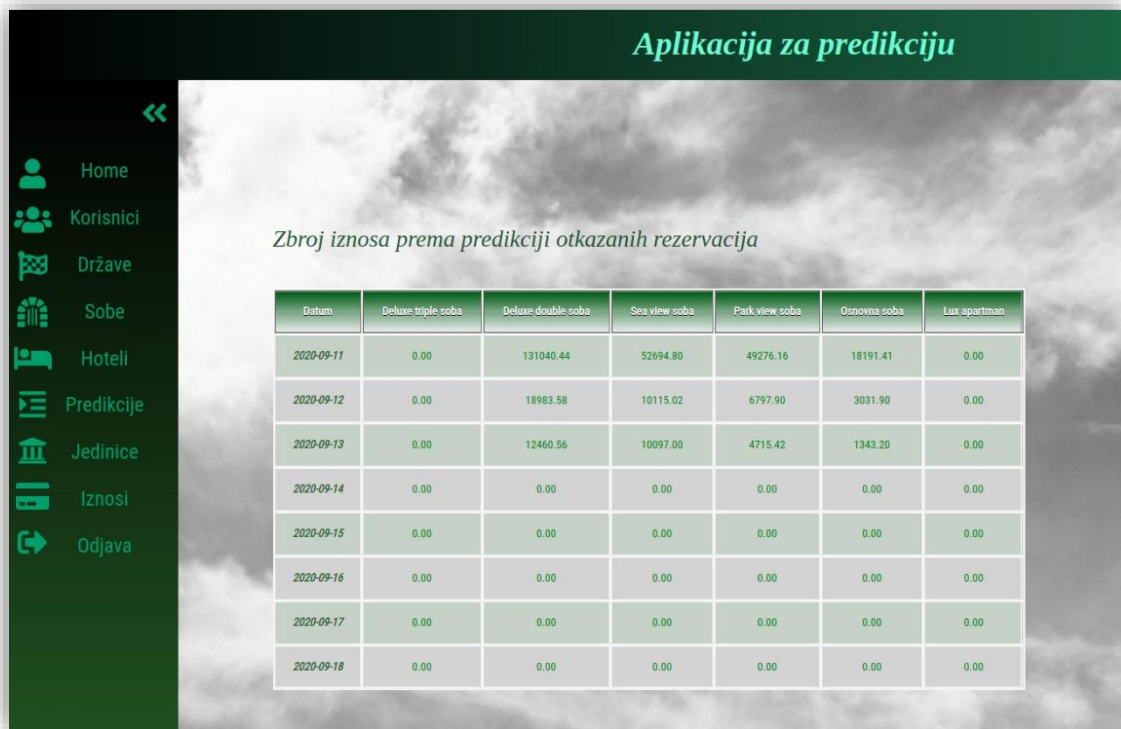 Aplikacija za predikciju
Home
Korisnici
Države
Sobe
Hoteli
Predikcije
Jedinice
Iznosi
Odjava
Zbroj iznosa prema predikciji otkazanih rezervacija
Datum Deluxe triple soba Deluxe double soba Sea view soba Park view soba Osnovna soba Lux apartman
2020-09-11 0.00 131040.44 52694.80 49276.16 18191.41 0.00
2020-09-12 0.00 18983.58 10115.02 6797.90 3031.90 0.00
2020-09-13 0.00 12460.56 10097.00 4715.42 1343.20 0.00
2020-09-14 0.00 0.00 0.00 0.00 0.00 0.00
2020-09-15 0.00 0.00 0.00 0.00 0.00 0.00
2020-09-16 0.00 0.00 0.00 0.00 0.00 0.00
2020-09-17 0.00 0.00 0.00 0.00 0.00 0.00
2020-09-18 0.00 0.00 0.00 0.00 0.00 0.00